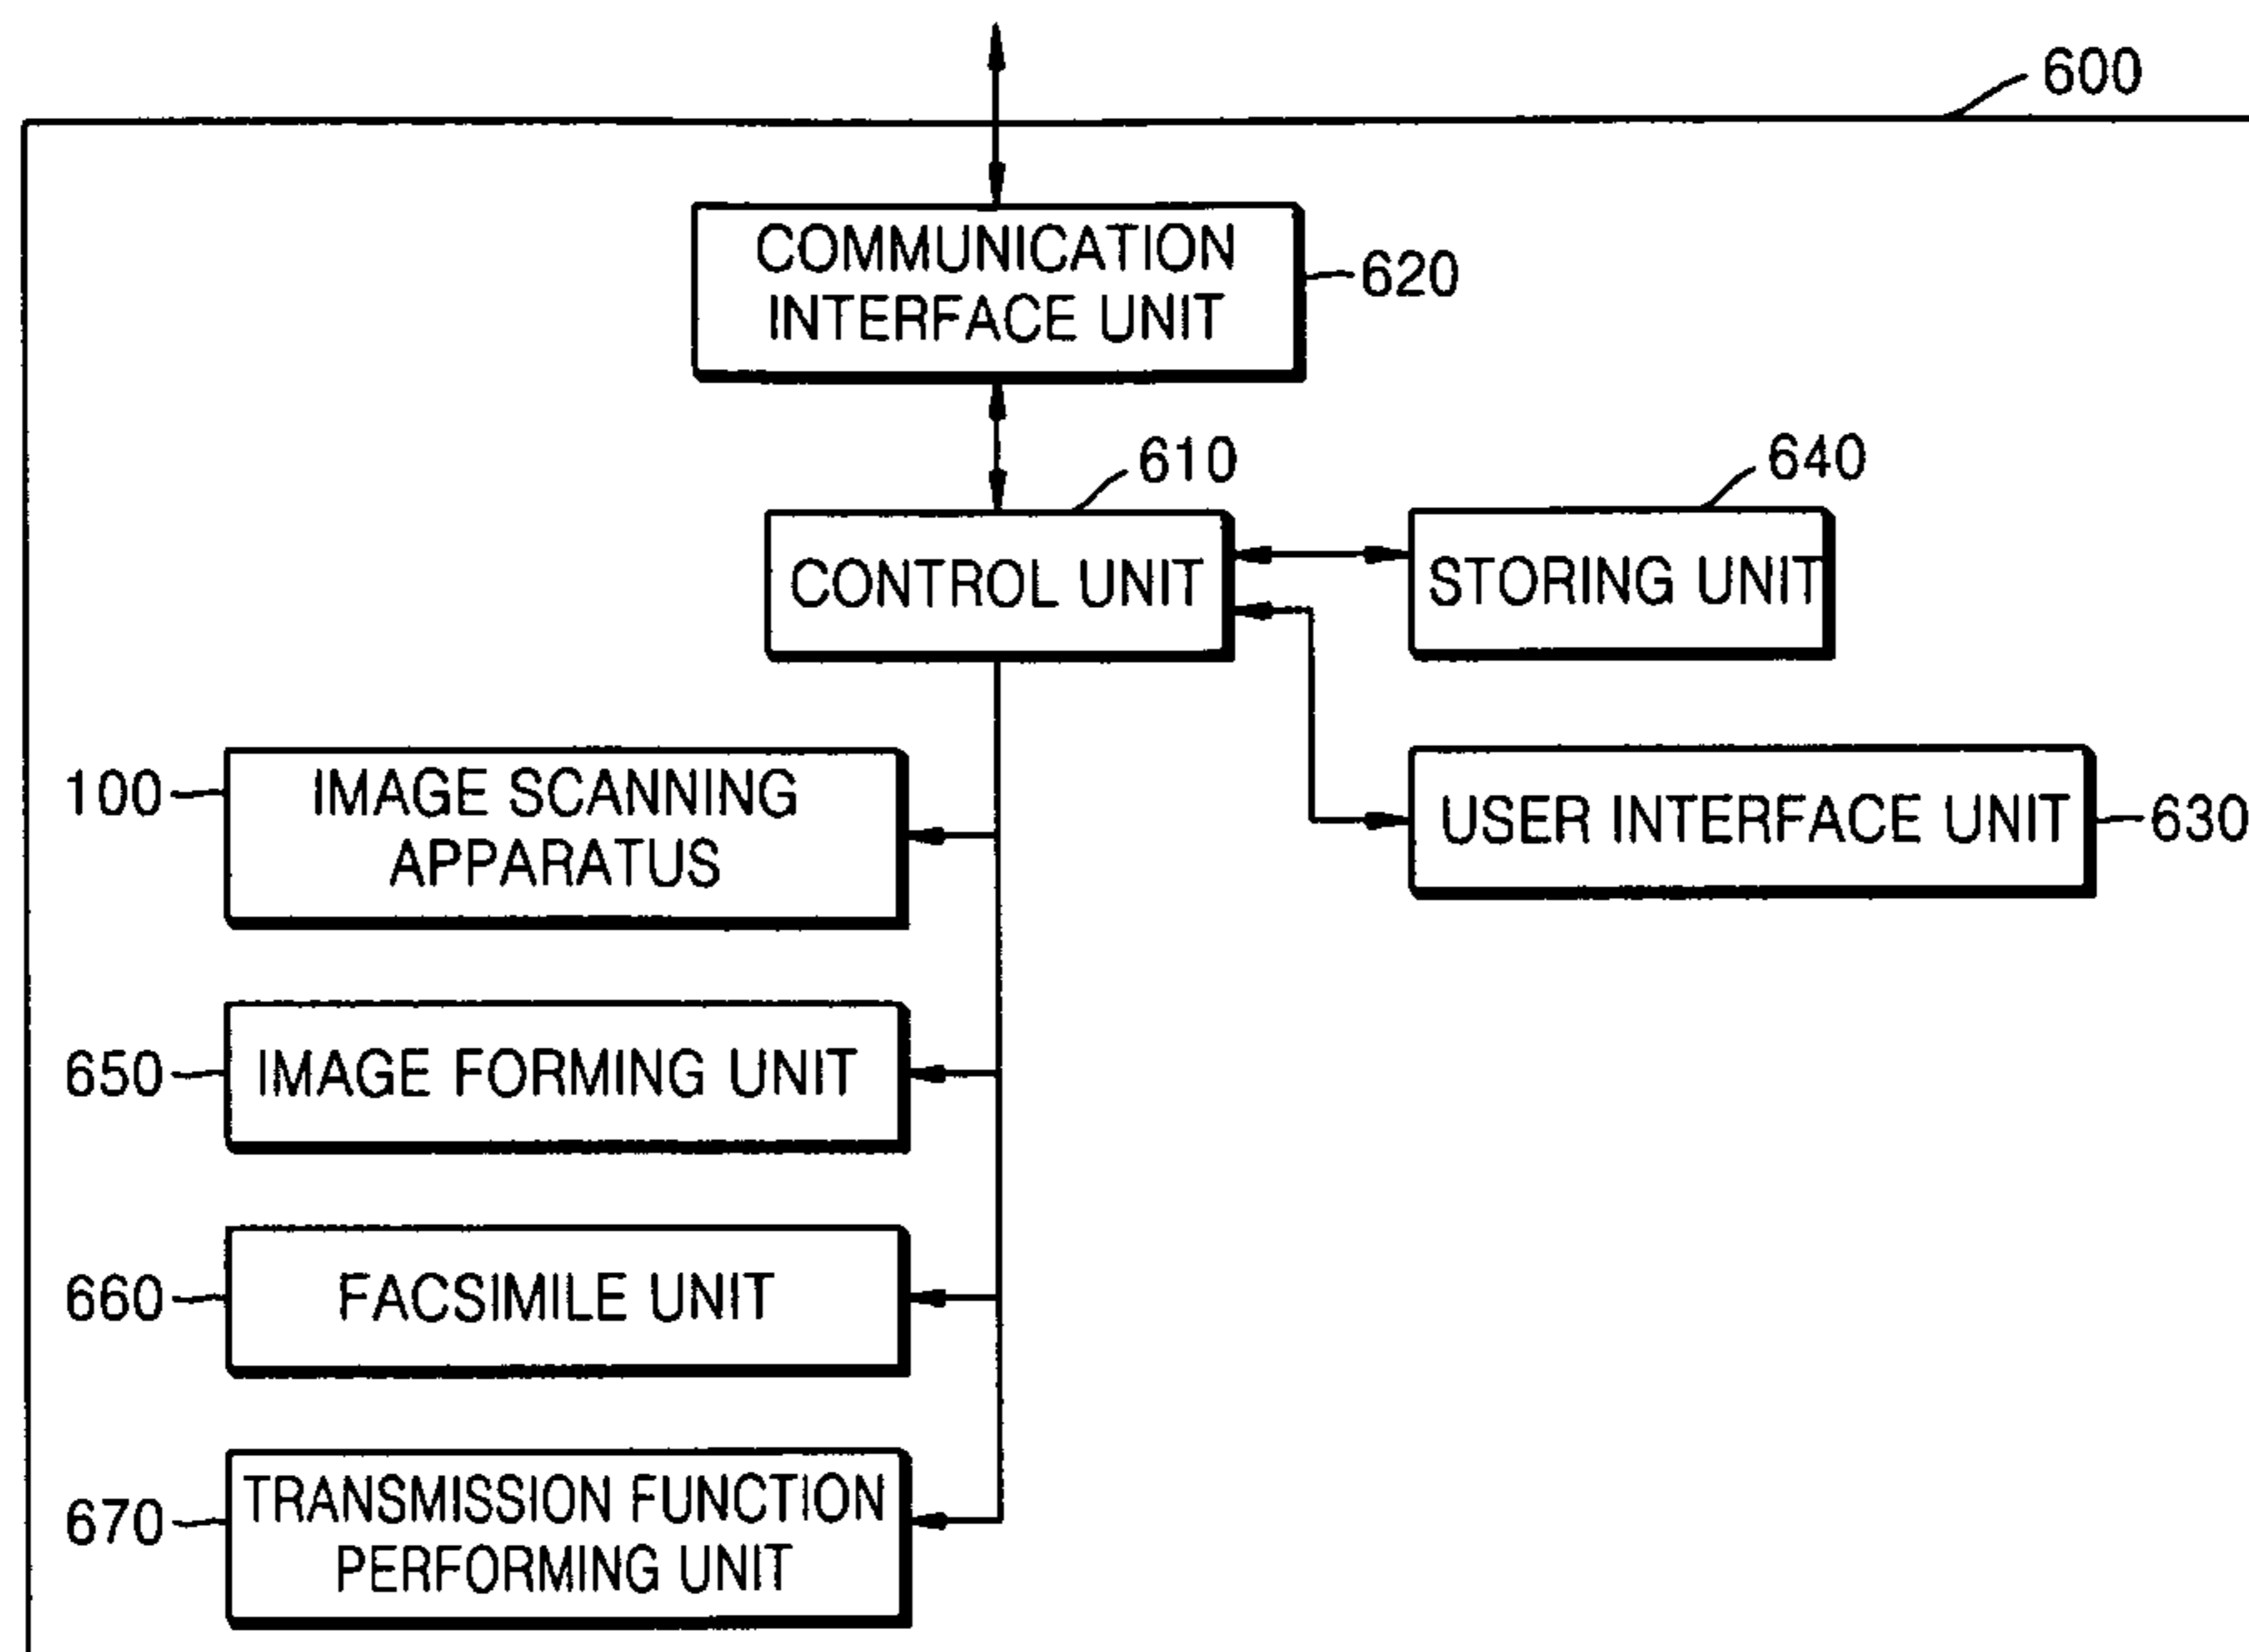 600
COMMUNICATION
INTERFACE UNIT
620
610
640
CONTROL UNIT
STORING UNIT
100
IMAGE SCANNING
APPARATUS
USER INTERFACE UNIT
630
650
IMAGE FORMING UNIT
660
FACSIMILE UNIT
670
TRANSMISSION FUNCTION
PERFORMING UNIT